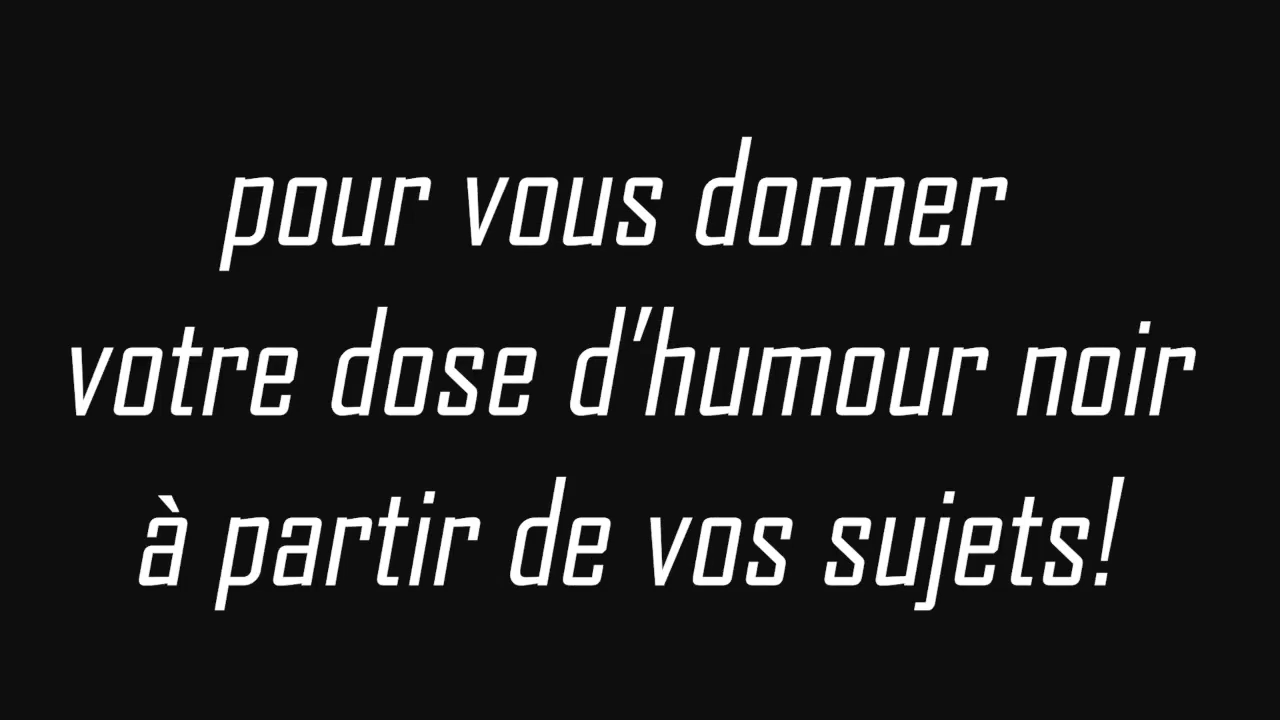 pour vous donner
votre dose d'humour noir
à partir de vos sujets!